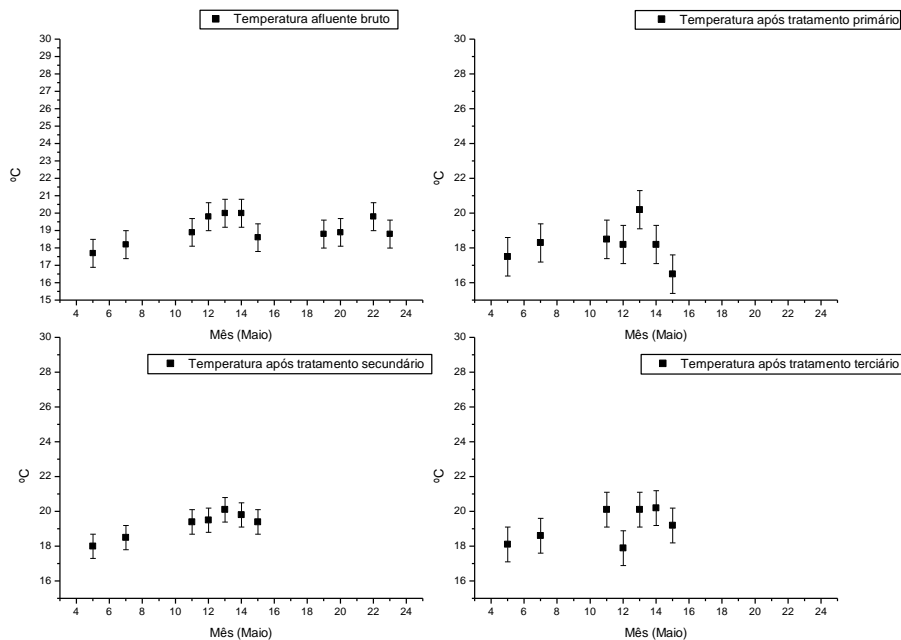 Temperatura afluente bruto
30
29
28
27
26
25
24
23
22
21
20
19
18
17
16
15
ºC
4 6 8 10 12 14 16 18 20 22 24
Mês (Maio)
Temperatura após tratamento primário
30
28
26
24
22
20
18
16
ºC
4 6 8 10 12 14 16 18 20 22 24
Mês (Maio)
Temperatura após tratamento secundário
30
28
26
24
22
20
18
16
ºC
4 6 8 10 12 14 16 18 20 22 24
Mês (Maio)
Temperatura após tratamento terciário
30
28
26
24
22
20
18
16
ºC
4 6 8 10 12 14 16 18 20 22 24
Mês (Maio)